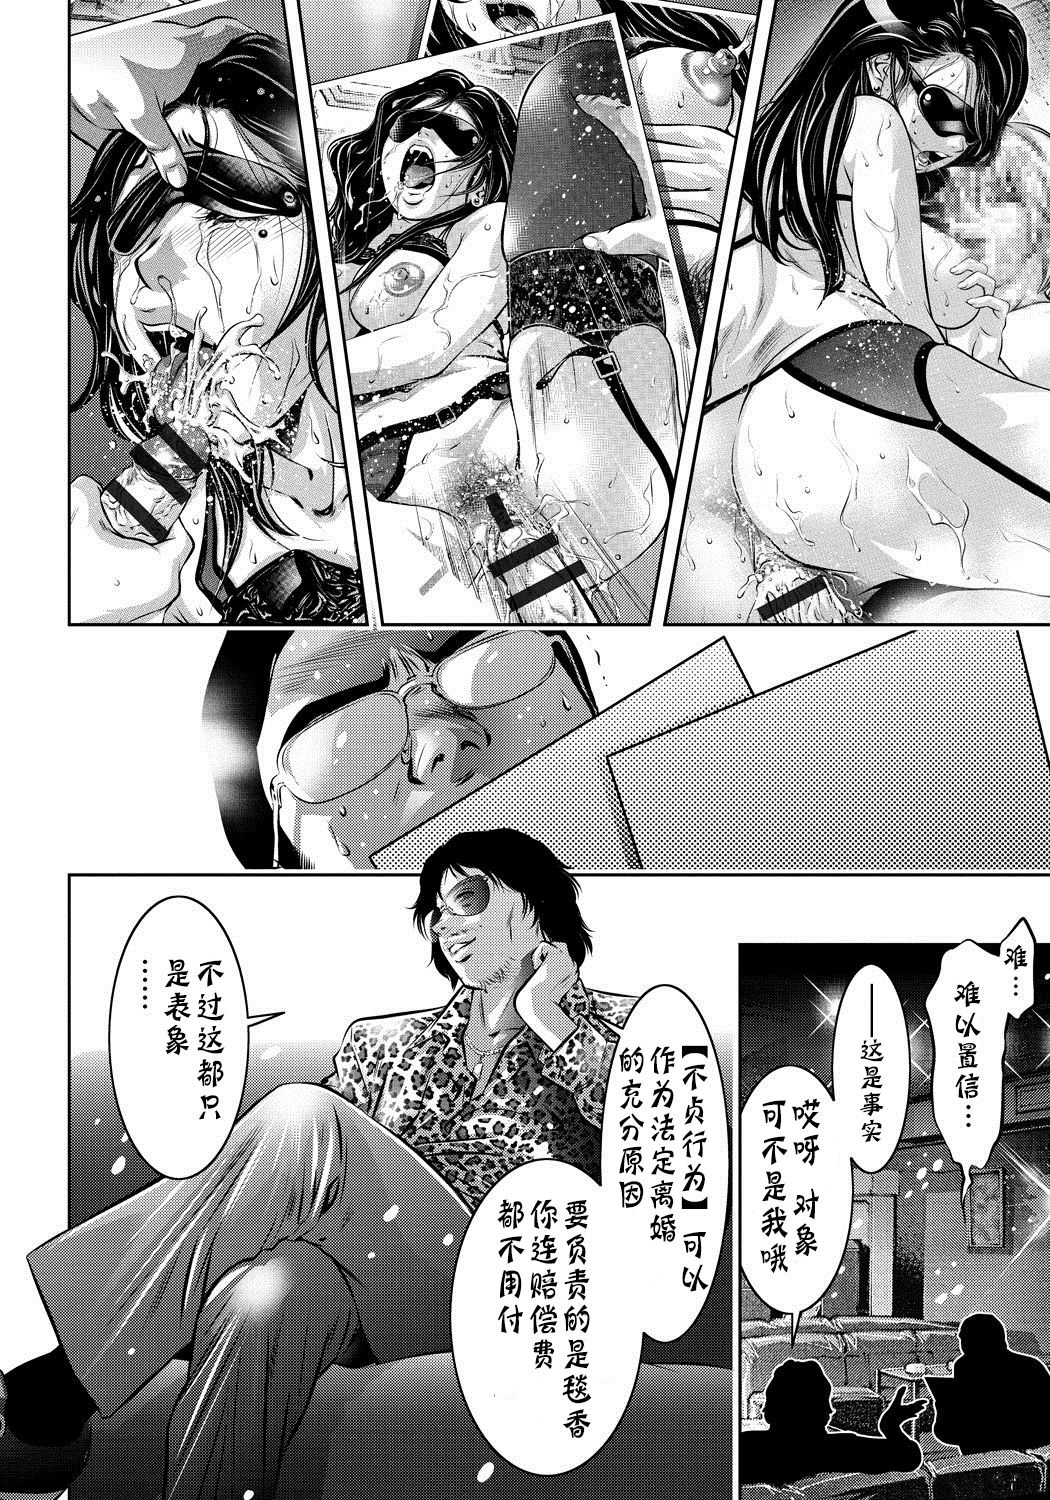 难…
难以置信…
——这是事实
哎呀 对象
可不是我哦
【不贞行为】可以
作为法定离婚
的充分原因
要负责的是毯香
你连赔偿费
都不用付
不过这都只
是表象
……